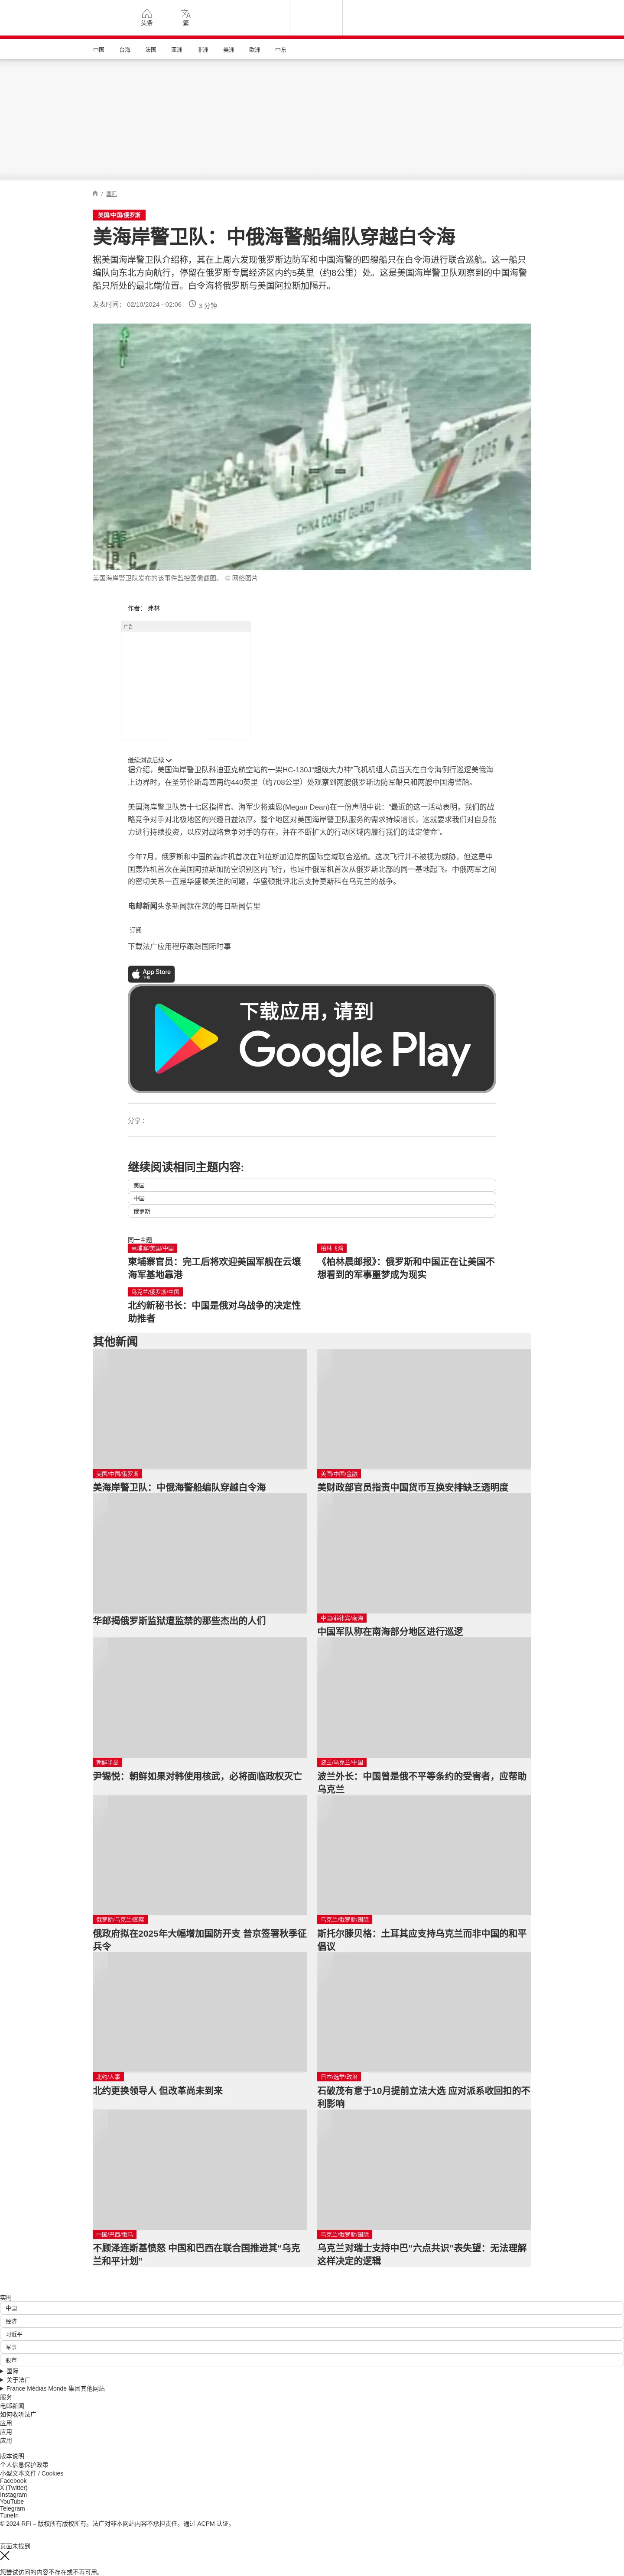 头条
繁
中国 台海 法国 亚洲 非洲 美洲 欧洲 中东
/ 国际
美国/中国/俄罗斯
美海岸警卫队：中俄海警船编队穿越白令海
据美国海岸警卫队介绍称，其在上周六发现俄罗斯边防军和中国海警的四艘船只在白令海进行联合巡航。这一船只
编队向东北方向航行，停留在俄罗斯专属经济区内约5英里（约8公里）处。这是美国海岸警卫队观察到的中国海警
船只所处的最北端位置。白令海将俄罗斯与美国阿拉斯加隔开。
发表时间： 02/10/2024 - 02:06 3 分钟
2305
CHINA COAST GUARD
美国海岸警卫队发布的该事件监控图像截图。 © 网络图片
作者： 弗林
广告
继续浏览后续
据介绍，美国海岸警卫队科迪亚克航空站的一架HC-130J“超级大力神”飞机机组人员当天在白令海例行巡逻美俄海
上边界时，在圣劳伦斯岛西南约440英里（约708公里）处观察到两艘俄罗斯边防军船只和两艘中国海警船。
美国海岸警卫队第十七区指挥官、海军少将迪恩(Megan Dean)在一份声明中说：“最近的这一活动表明，我们的战
略竞争对手对北极地区的兴趣日益浓厚。整个地区对美国海岸警卫队服务的需求持续增长，这就要求我们对自身能
力进行持续投资，以应对战略竞争对手的存在，并在不断扩大的行动区域内履行我们的法定使命”。
今年7月，俄罗斯和中国的轰炸机首次在阿拉斯加沿岸的国际空域联合巡航。这次飞行并不被视为威胁，但这是中
国轰炸机首次在美国阿拉斯加防空识别区内飞行，也是中俄军机首次从俄罗斯北部的同一基地起飞。中俄两军之间
的密切关系一直是华盛顿关注的问题，华盛顿批评北京支持莫斯科在乌克兰的战争。
电邮新闻头条新闻就在您的每日新闻信里
订阅
下载法广应用程序跟踪国际时事
App Store
下载
下载应用，请到
Google Play
分享 :
继续阅读相同主题内容:
美国
中国
俄罗斯
同一主题
柬埔寨/美国/中国
柬埔寨官员：完工后将欢迎美国军舰在云壤
海军基地靠港
柏林飞鸿
《柏林晨邮报》：俄罗斯和中国正在让美国不
想看到的军事噩梦成为现实
乌克兰/俄罗斯/中国
北约新秘书长：中国是俄对乌战争的决定性
助推者
其他新闻
美国/中国/俄罗斯
美海岸警卫队：中俄海警船编队穿越白令海
美国/中国/金融
美财政部官员指责中国货币互换安排缺乏透明度
华邮揭俄罗斯监狱遭监禁的那些杰出的人们
中国/菲律宾/南海
中国军队称在南海部分地区进行巡逻
朝鲜半岛
尹锡悦：朝鲜如果对韩使用核武，必将面临政权灭亡
波兰/乌克兰/中国
波兰外长：中国曾是俄不平等条约的受害者，应帮助
乌克兰
俄罗斯/乌克兰/国际
俄政府拟在2025年大幅增加国防开支 普京签署秋季征
兵令
乌克兰/俄罗斯/国际
斯托尔滕贝格：土耳其应支持乌克兰而非中国的和平
倡议
北约/人事
北约更换领导人 但改革尚未到来
日本/选举/政治
石破茂有意于10月提前立法大选 应对派系收回扣的不
利影响
中国/巴西/俄乌
不顾泽连斯基愤怒 中国和巴西在联合国推进其“乌克
兰和平计划”
乌克兰/俄罗斯/国际
乌克兰对瑞士支持中巴“六点共识”表失望：无法理解
这样决定的逻辑
实时
中国
经济
习近平
军事
股市
国际
关于法广
France Médias Monde 集团其他网站
服务
电邮新闻
如何收听法广
应用
应用
应用
版本说明
个人信息保护政策
小型文本文件 / Cookies
Facebook
X (Twitter)
Instagram
YouTube
Telegram
TuneIn
© 2024 RFI – 版权所有版权所有。法广对非本网站内容不承担责任。通过 ACPM 认证。
页面未找到
您尝试访问的内容不存在或不再可用。